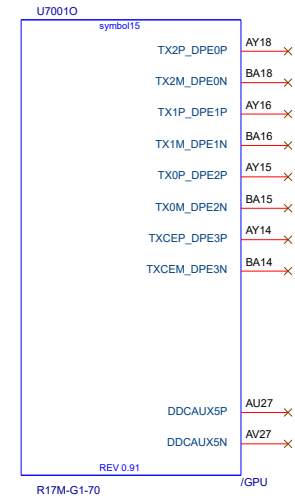 U7001O
symbol15
TX2P_DPE0P AY18
TX2M_DPE0N BA18
TX1P_DPE1P AY16
TX1M_DPE1N BA16
TX0P_DPE2P AY15
TX0M_DPE2N BA15
TXCEP_DPE3P AY14
TXCEM_DPE3N BA14
DDCAUX5P AU27
DDCAUX5N AV27
REV 0.91
R17M-G1-70 /GPU